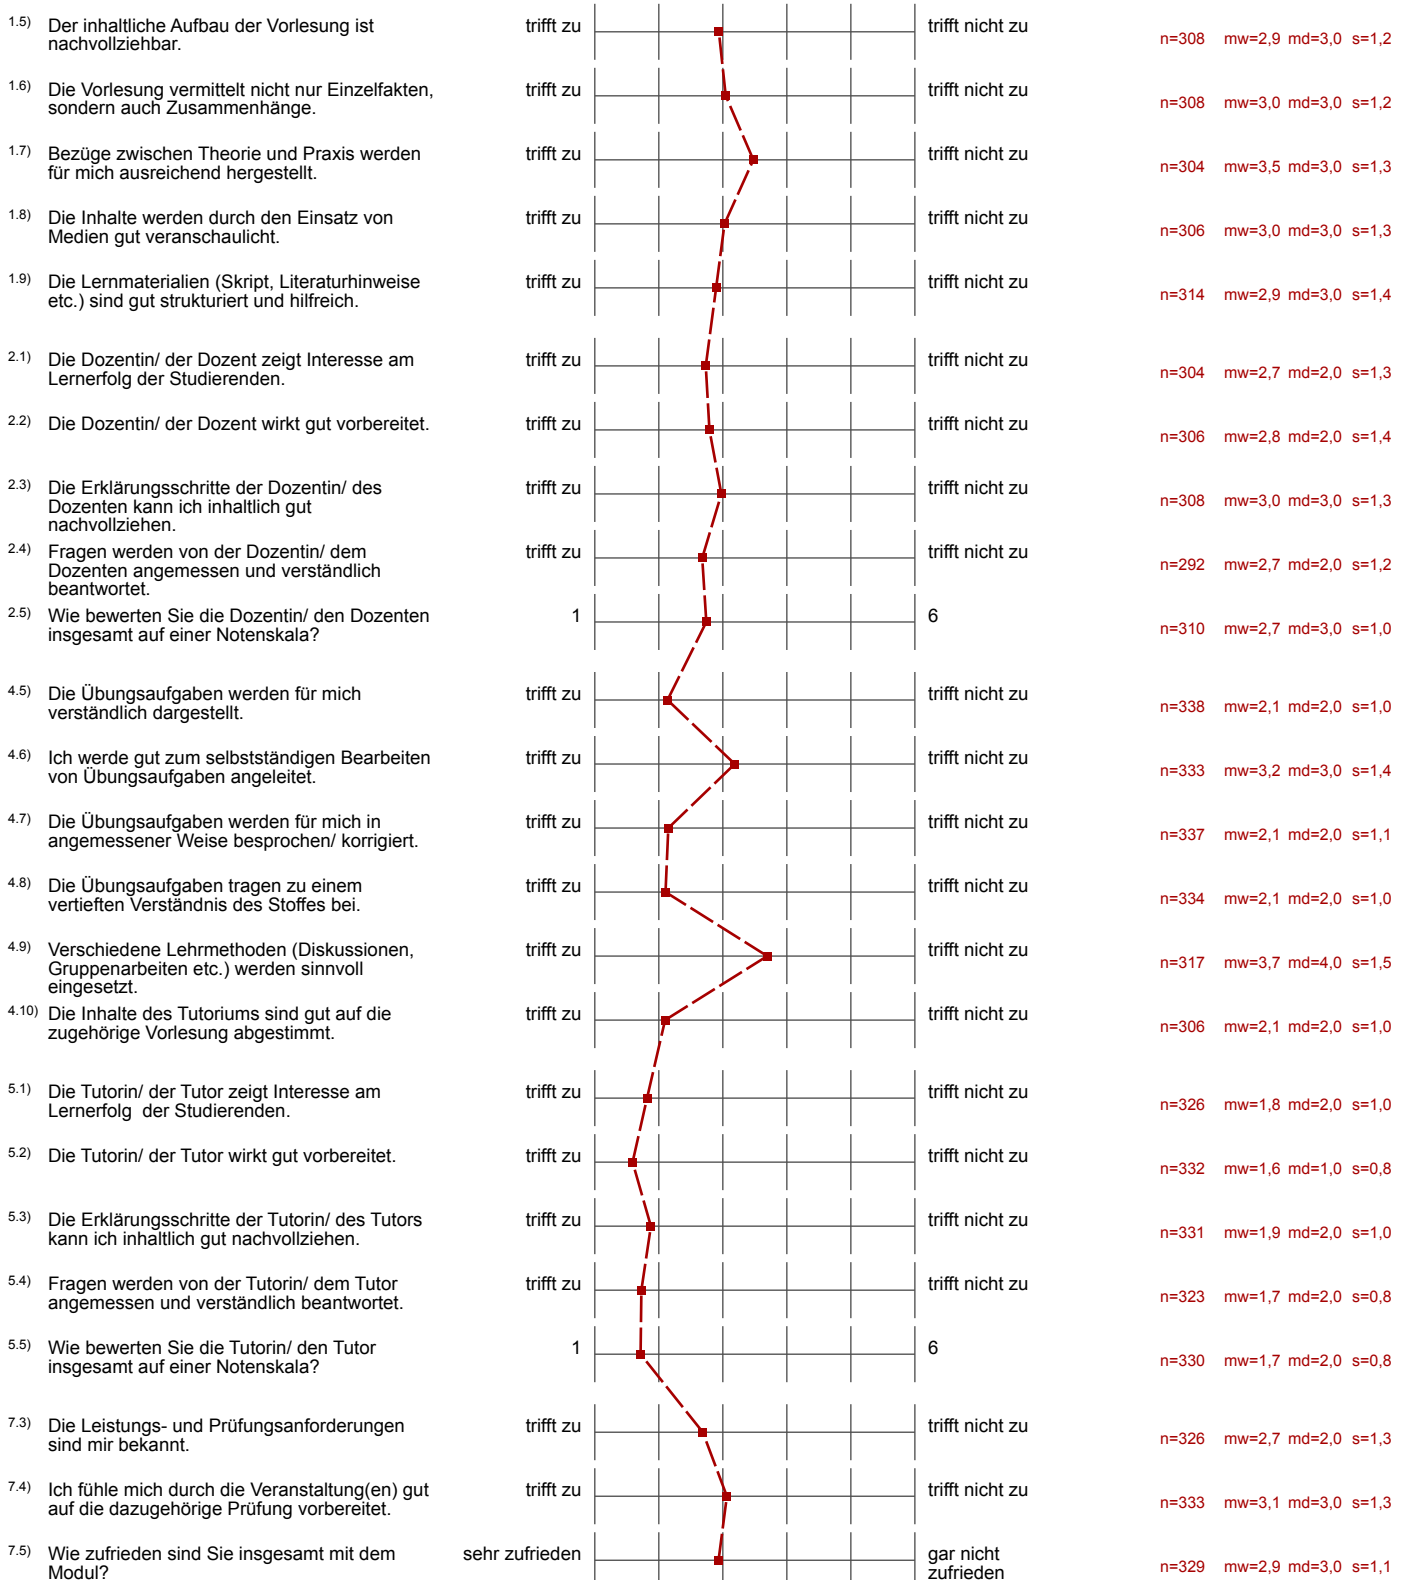 1.5) Der inhaltliche Aufbau der Vorlesung ist trifft zu trifft nicht zu
nachvollziehbar. n=308 mw=2,9 md=3,0 s=1,2
1.6) Die Vorlesung vermittelt nicht nur Einzelfakten, trifft zu trifft nicht zu
sondern auch Zusammenhänge. n=308 mw=3,0 md=3,0 s=1,2
1.7) Bezüge zwischen Theorie und Praxis werden trifft zu trifft nicht zu
für mich ausreichend hergestellt. n=304 mw=3,5 md=3,0 s=1,3
1.8) Die Inhalte werden durch den Einsatz von trifft zu trifft nicht zu
Medien gut veranschaulicht. n=306 mw=3,0 md=3,0 s=1,3
1.9) Die Lernmaterialien (Skript, Literaturhinweise trifft zu trifft nicht zu
etc.) sind gut strukturiert und hilfreich. n=314 mw=2,9 md=3,0 s=1,4
2.1) Die Dozentin/ der Dozent zeigt Interesse am trifft zu trifft nicht zu
Lernerfolg der Studierenden. n=304 mw=2,7 md=2,0 s=1,3
2.2) Die Dozentin/ der Dozent wirkt gut vorbereitet. trifft zu trifft nicht zu
n=306 mw=2,8 md=2,0 s=1,4
2.3) Die Erklärungsschritte der Dozentin/ des trifft zu trifft nicht zu
Dozenten kann ich inhaltlich gut n=308 mw=3,0 md=3,0 s=1,3
nachvollziehen.
2.4) Fragen werden von der Dozentin/ dem trifft zu trifft nicht zu
Dozenten angemessen und verständlich n=292 mw=2,7 md=2,0 s=1,2
beantwortet.
2.5) Wie bewerten Sie die Dozentin/ den Dozenten 1 6
insgesamt auf einer Notenskala? n=310 mw=2,7 md=3,0 s=1,0
4.5) Die Übungsaufgaben werden für mich trifft zu trifft nicht zu
verständlich dargestellt. n=338 mw=2,1 md=2,0 s=1,0
4.6) Ich werde gut zum selbstständigen Bearbeiten trifft zu trifft nicht zu
von Übungsaufgaben angeleitet. n=333 mw=3,2 md=3,0 s=1,4
4.7) Die Übungsaufgaben werden für mich in trifft zu trifft nicht zu
angemessener Weise besprochen/ korrigiert. n=337 mw=2,1 md=2,0 s=1,1
4.8) Die Übungsaufgaben tragen zu einem trifft zu trifft nicht zu
vertieften Verständnis des Stoffes bei. n=334 mw=2,1 md=2,0 s=1,0
4.9) Verschiedene Lehrmethoden (Diskussionen, trifft zu trifft nicht zu
Gruppenarbeiten etc.) werden sinnvoll n=317 mw=3,7 md=4,0 s=1,5
eingesetzt.
4.10) Die Inhalte des Tutoriums sind gut auf die trifft zu trifft nicht zu
zugehörige Vorlesung abgestimmt. n=306 mw=2,1 md=2,0 s=1,0
5.1) Die Tutorin/ der Tutor zeigt Interesse am trifft zu trifft nicht zu
Lernerfolg der Studierenden. n=326 mw=1,8 md=2,0 s=1,0
5.2) Die Tutorin/ der Tutor wirkt gut vorbereitet. trifft zu trifft nicht zu
n=332 mw=1,6 md=1,0 s=0,8
5.3) Die Erklärungsschritte der Tutorin/ des Tutors trifft zu trifft nicht zu
kann ich inhaltlich gut nachvollziehen. n=331 mw=1,9 md=2,0 s=1,0
5.4) Fragen werden von der Tutorin/ dem Tutor trifft zu trifft nicht zu
angemessen und verständlich beantwortet. n=323 mw=1,7 md=2,0 s=0,8
5.5) Wie bewerten Sie die Tutorin/ den Tutor 1 6
insgesamt auf einer Notenskala? n=330 mw=1,7 md=2,0 s=0,8
7.3) Die Leistungs- und Prüfungsanforderungen trifft zu trifft nicht zu
sind mir bekannt. n=326 mw=2,7 md=2,0 s=1,3
7.4) Ich fühle mich durch die Veranstaltung(en) gut trifft zu trifft nicht zu
auf die dazugehörige Prüfung vorbereitet. n=333 mw=3,1 md=3,0 s=1,3
7.5) Wie zufrieden sind Sie insgesamt mit dem sehr zufrieden gar nicht
Modul? zufrieden n=329 mw=2,9 md=3,0 s=1,1